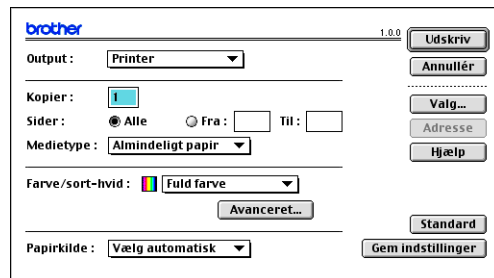 brother
1.0.0
Udskriv
Output : Printer
Annullér
Kopier : 1
Valg...
Sider : Alle Fra : Til :
Adresse
Medietype : Almindeligt papir
Hjælp
Farve/sort-hvid : Fuld farve
Avanceret...
Standard
Papirkilde : Vælg automatisk
Gem indstillinger